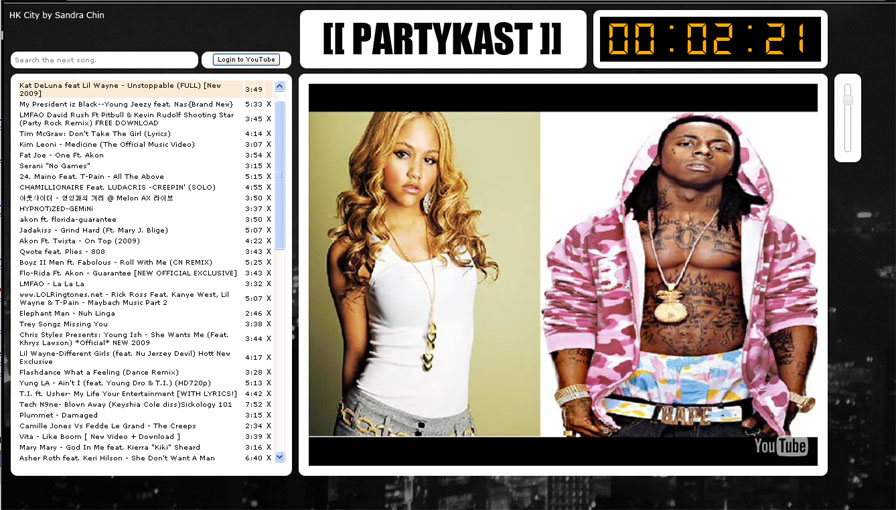 HK City by Sandra Chin
[[ PARTYKAST ]]
00:02:21
Search the next song.
Login to YouTube
Kat DeLuna feat Lil Wayne - Unstoppable (FULL) [New
2009] 3:49
My President iz Black--Young Jeezy feat. Nas{Brand New} 5:33 X
LMFAO David Rush Ft Pitbull & Kevin Rudolf Shooting Star
(Party Rock Remix) FREE DOWNLOAD 3:45 X
Tim McGraw: Don't Take The Girl (Lyrics) 4:14 X
Kim Leoni - Medicine (The Official Music Video) 3:07 X
Fat Joe - One Ft. Akon 3:54 X
Serani "No Games" 3:15 X
24. Maino Feat. T-Pain - All The Above 5:15 X
CHAMILLIONAIRE Feat. LUDACRIS -CREEPIN' (SOLO) 4:55 X
@ Melon AX 라이브 3:50 X
HYPNOTiZED-GEMiNi 3:37 X
akon ft. florida-guarantee 3:50 X
Jadakiss - Grind Hard (Ft. Mary J. Blige) 5:07 X
Akon Ft. Twista - On Top (2009) 4:22 X
Qvote feat. Plies - 808 3:43 X
Boyz II Men ft. Fabolous - Roll With Me (CN REMIX) 5:25 X
Flo-Rida Ft. Akon - Guarantee [NEW OFFICIAL EXCLUSIVE] 3:43 X
LMFAO - La La La 3:32 X
www.LOLRingtones.net - Rick Ross Feat. Kanye West, Lil
Wayne & T-Pain - Maybach Music Part 2 5:07 X
Elephant Man - Nuh Linga 2:46 X
Trey Songz Missing You 3:38 X
Chris Styles Presents: Young Ish - She Wants Me (Feat.
Khrys Lawson) *Official* NEW 2009 3:44 X
Lil Wayne-Different Girls (feat. Nu Jerzey Devil) Hott New
Exclusive 4:17 X
Flashdance What a Feeling (Dance Remix) 3:28 X
Yung LA - Ain't I (feat. Young Dro & T.I.) (HD720p) 5:13 X
T.I. ft. Usher- My Life Your Entertainment [WITH LYRICS!] 4:42 X
Tech N9ne- Blown Away (Keyshia Cole diss)Sickology 101 7:52 X
Plummet - Damaged 3:15 X
Camille Jones Vs Fedde Le Grand - The Creeps 2:34 X
Vita - Like Boom [ New Video + Download ] 3:39 X
Mary Mary - God In Me feat. Kierra "Kiki" Sheard 3:16 X
Asher Roth feat. Keri Hilson - She Don't Want A Man 6:40 X
BAPE
YouTube